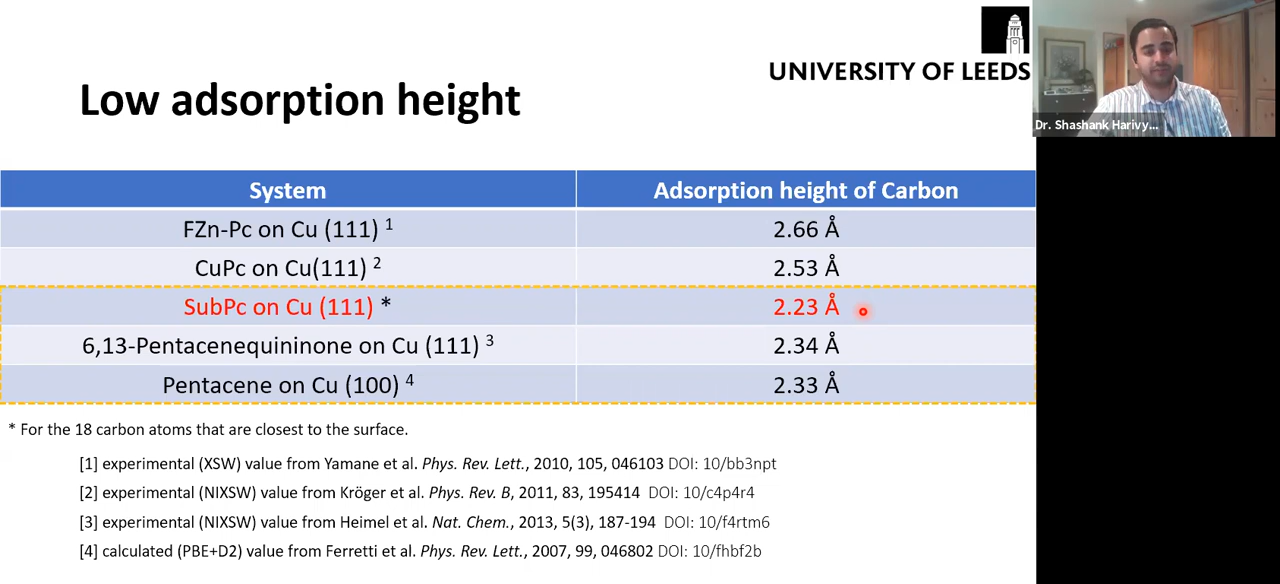 UNIVERSITY OF LEEDS
Low adsorption height
Dr. Shashank Harivy...
System Adsorption height of Carbon
FZn-Pc on Cu (111) 1 2.66 Å
CuPc on Cu(111) 2 2.53 Å
SubPc on Cu (111) * 2.23 Å
6,13-Pentacenequininone on Cu (111) 3 2.34 Å
Pentacene on Cu (100) 4 2.33 Å
* For the 18 carbon atoms that are closest to the surface.
[1] experimental (XSW) value from Yamane et al. Phys. Rev. Lett., 2010, 105, 046103 DOI: 10/bb3npt
[2] experimental (NIXSW) value from Kröger et al. Phys. Rev. B, 2011, 83, 195414 DOI: 10/c4p4r4
[3] experimental (NIXSW) value from Heimel et al. Nat. Chem., 2013, 5(3), 187-194 DOI: 10/f4rtm6
[4] calculated (PBE+D2) value from Ferretti et al. Phys. Rev. Lett., 2007, 99, 046802 DOI: 10/fhbf2b